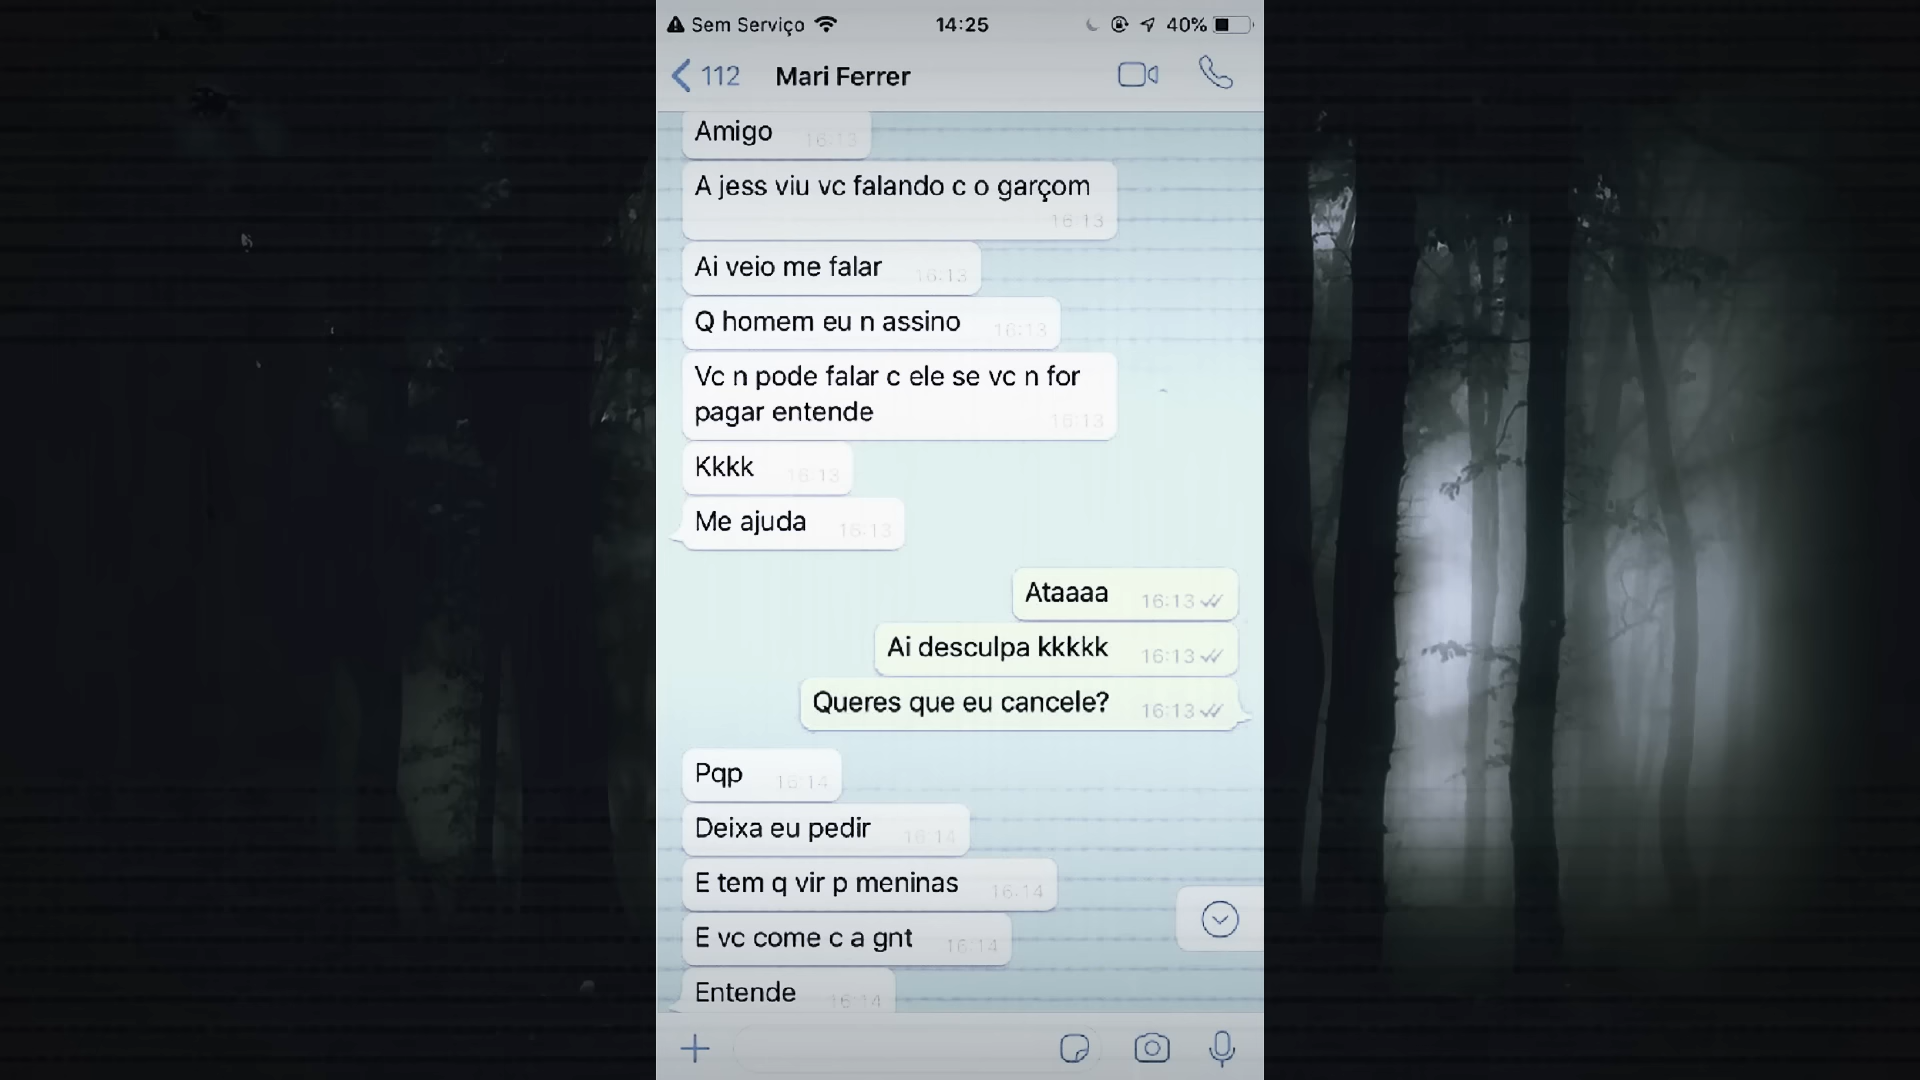 Sem Serviço 14:25 40%
112 Mari Ferrer
Amigo 16:13
A jess viu vc falando c o garçom
16:13
Ai veio me falar 16:13
Q homem eu n assino 16:13
Vc n pode falar c ele se vc n for
pagar entende 16:13
Kkkk 16:13
Me ajuda 16:13
Ataaaa 16:13
Ai desculpa kkkkk 16:13
Queres que eu cancele? 16:13
Pqp 16:14
Deixa eu pedir 16:14
E tem q vir p meninas 16:14
E vc come c a gnt 16:14
Entende 16:14